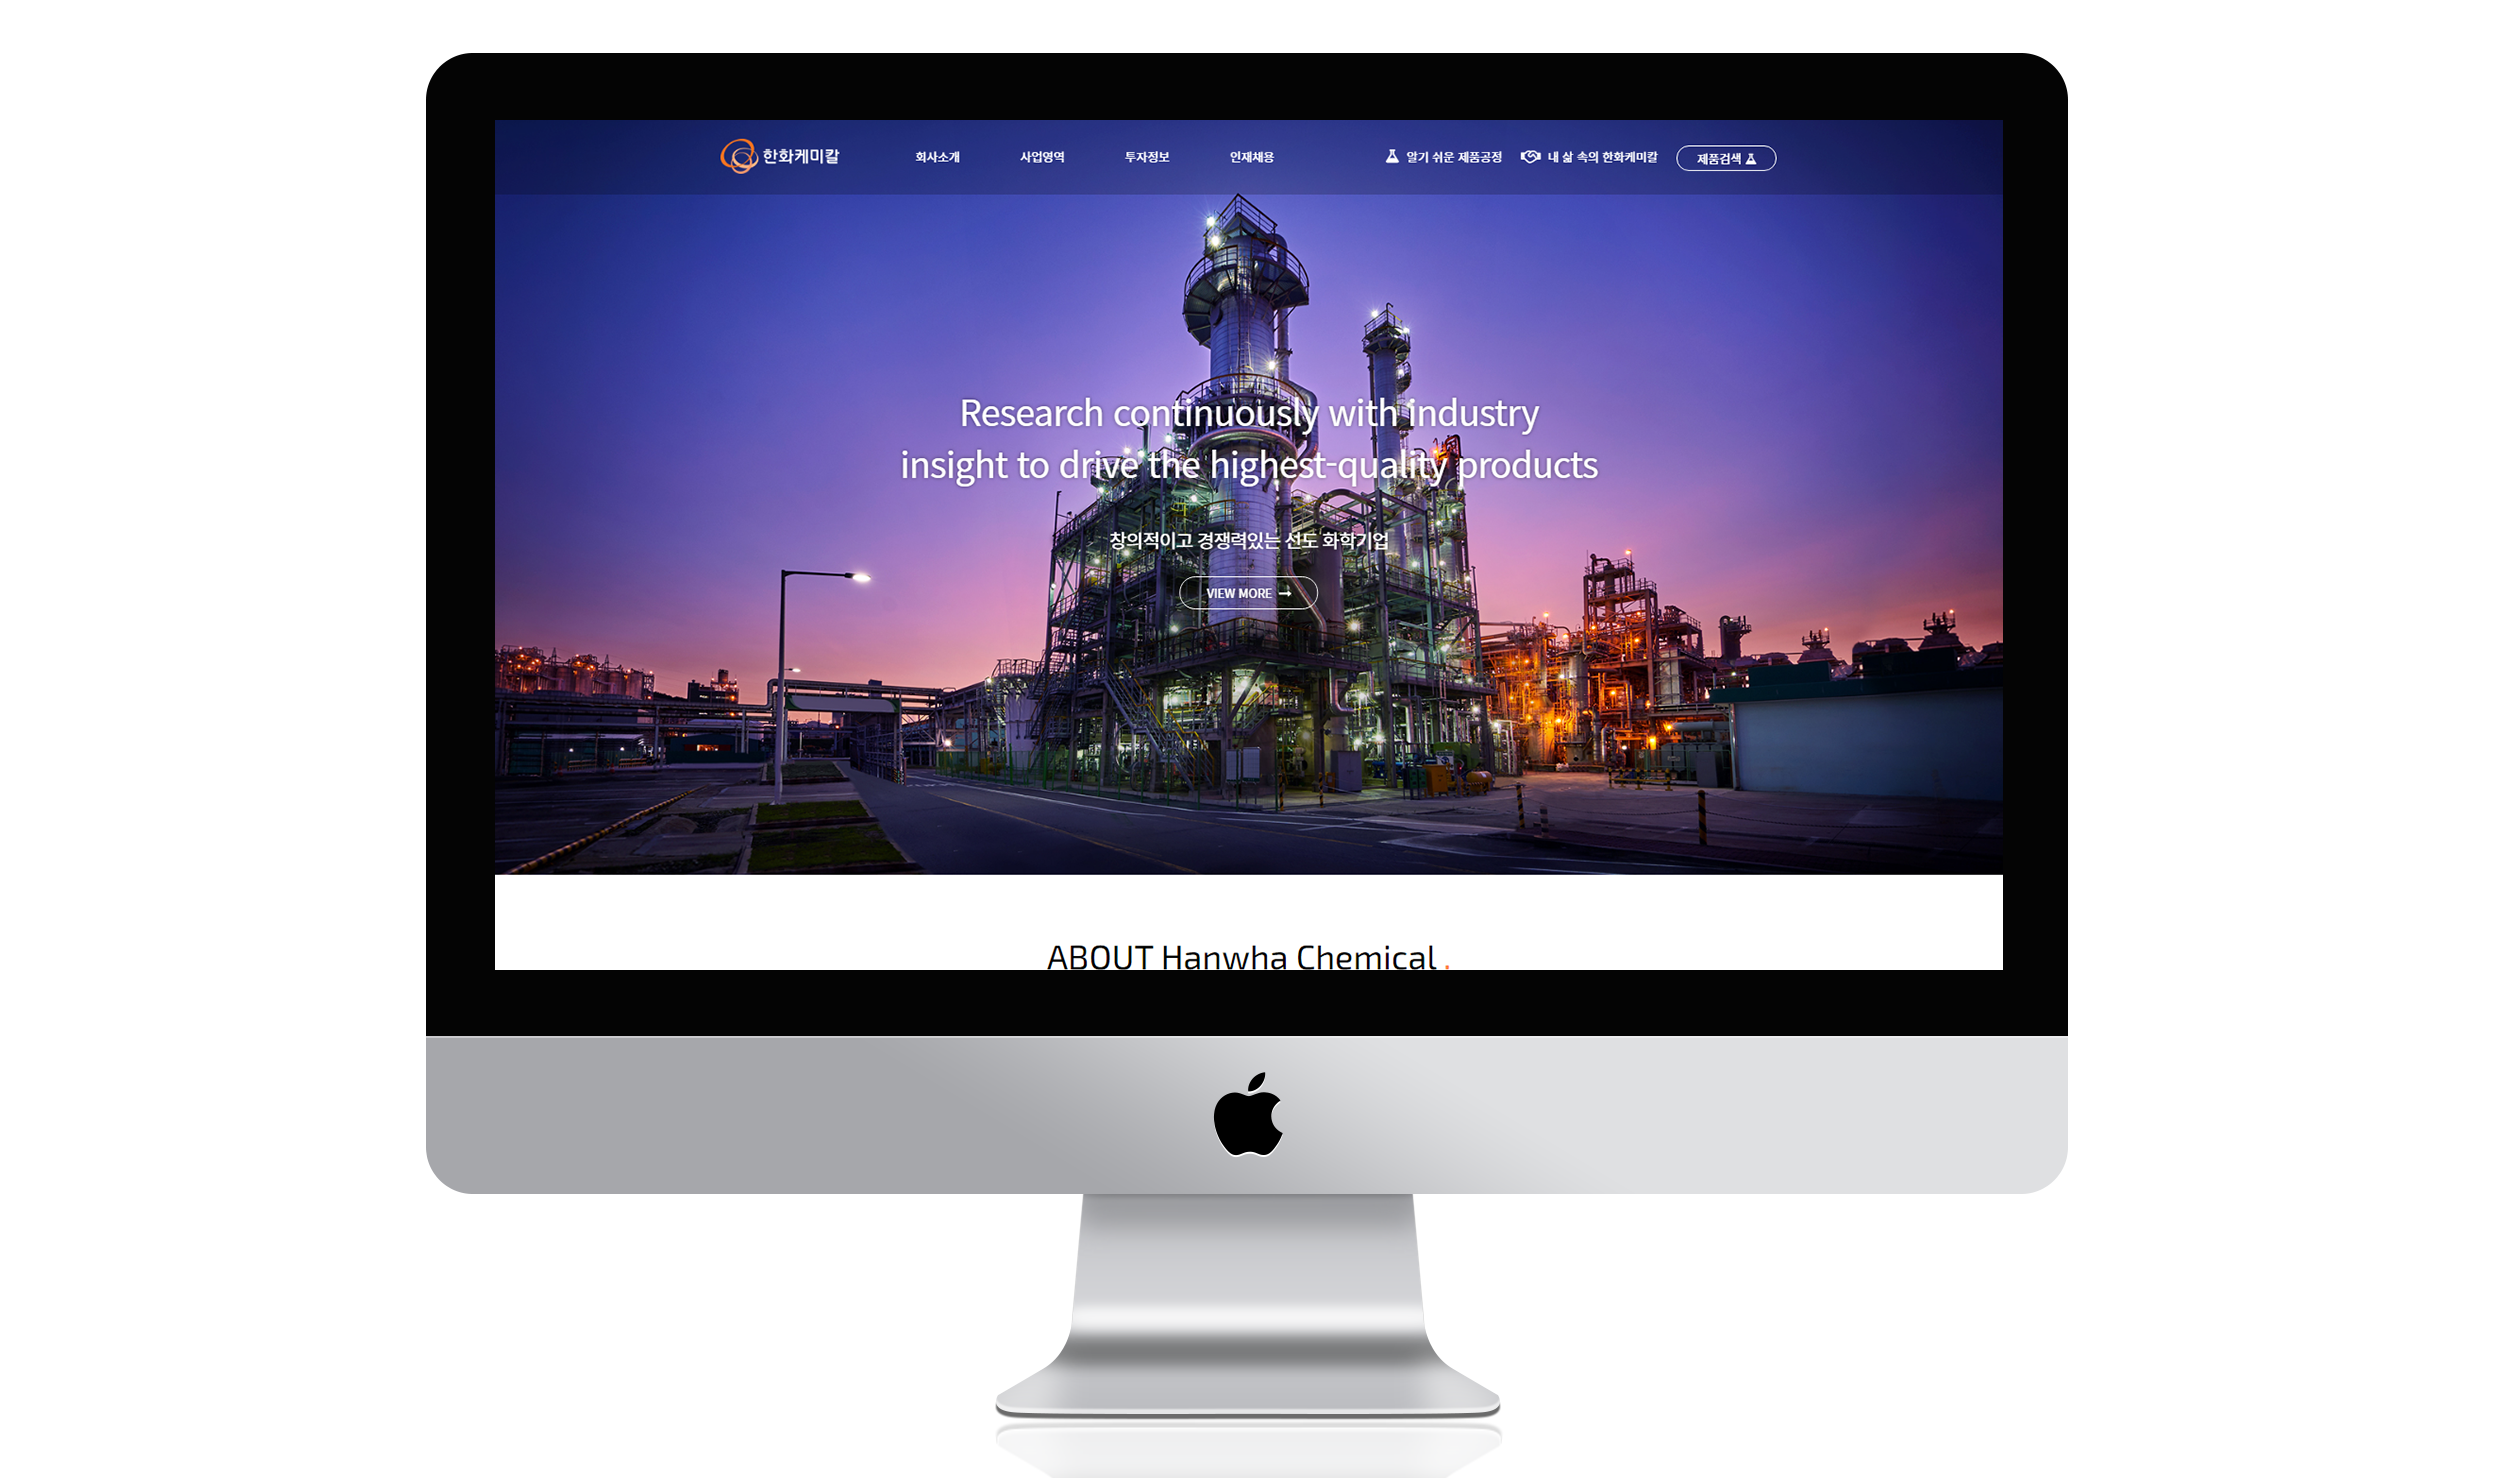 한화케미칼
회사소개 사업영역 투자정보 인재채용 알기 쉬운 제품공정 내 삶 속의 한화케미칼 제품검색
Research continuously with industry
insight to drive the highest-quality products
창의적이고 경쟁력있는 선도 화학기업
VIEW MORE →
ABOUT Hanwha Chemical .